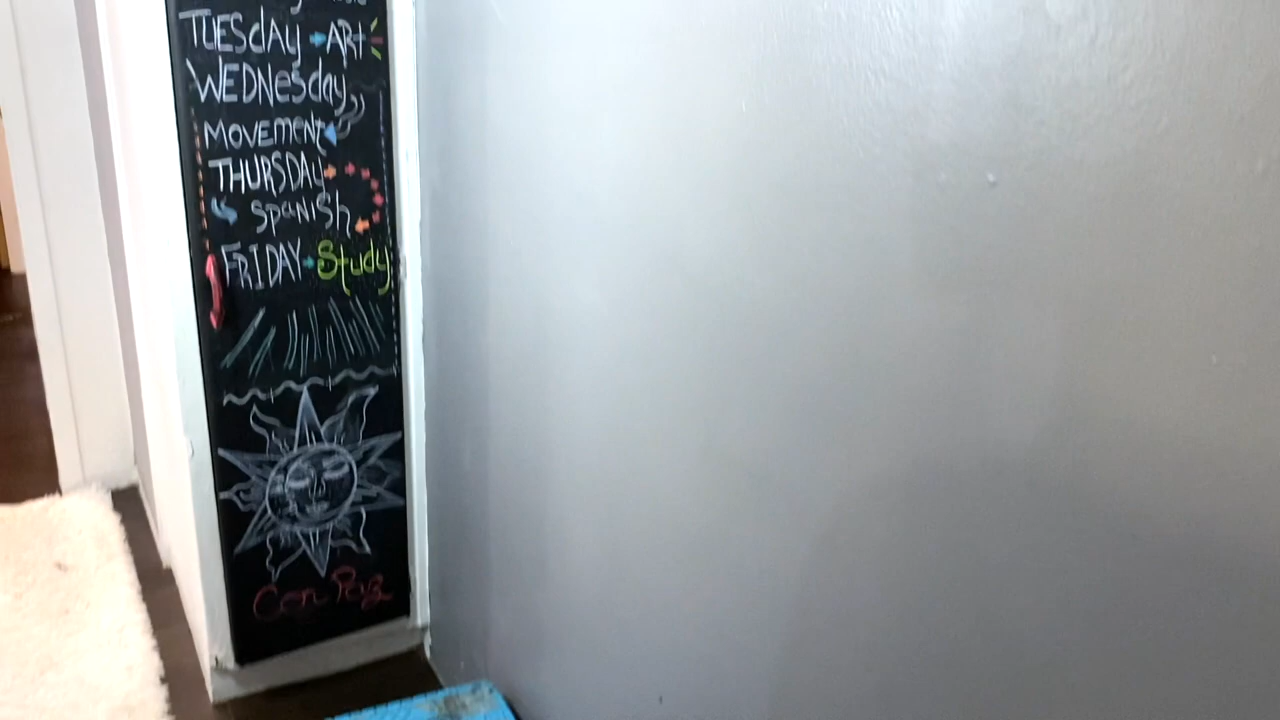 TUESday ART
WEDNesday
MOVEMENt
THURSDAy
SpaNiSh
FRIDAY Study
Con Paz